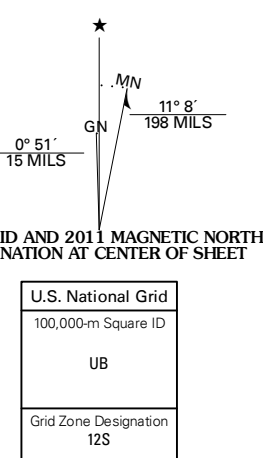 ★
MN
GN
11° 8´
198 MILS
0° 51´
15 MILS
ID AND 2011 MAGNETIC NORTH
NATION AT CENTER OF SHEET
U.S. National Grid
100,000-m Square ID
UB
Grid Zone Designation
12S